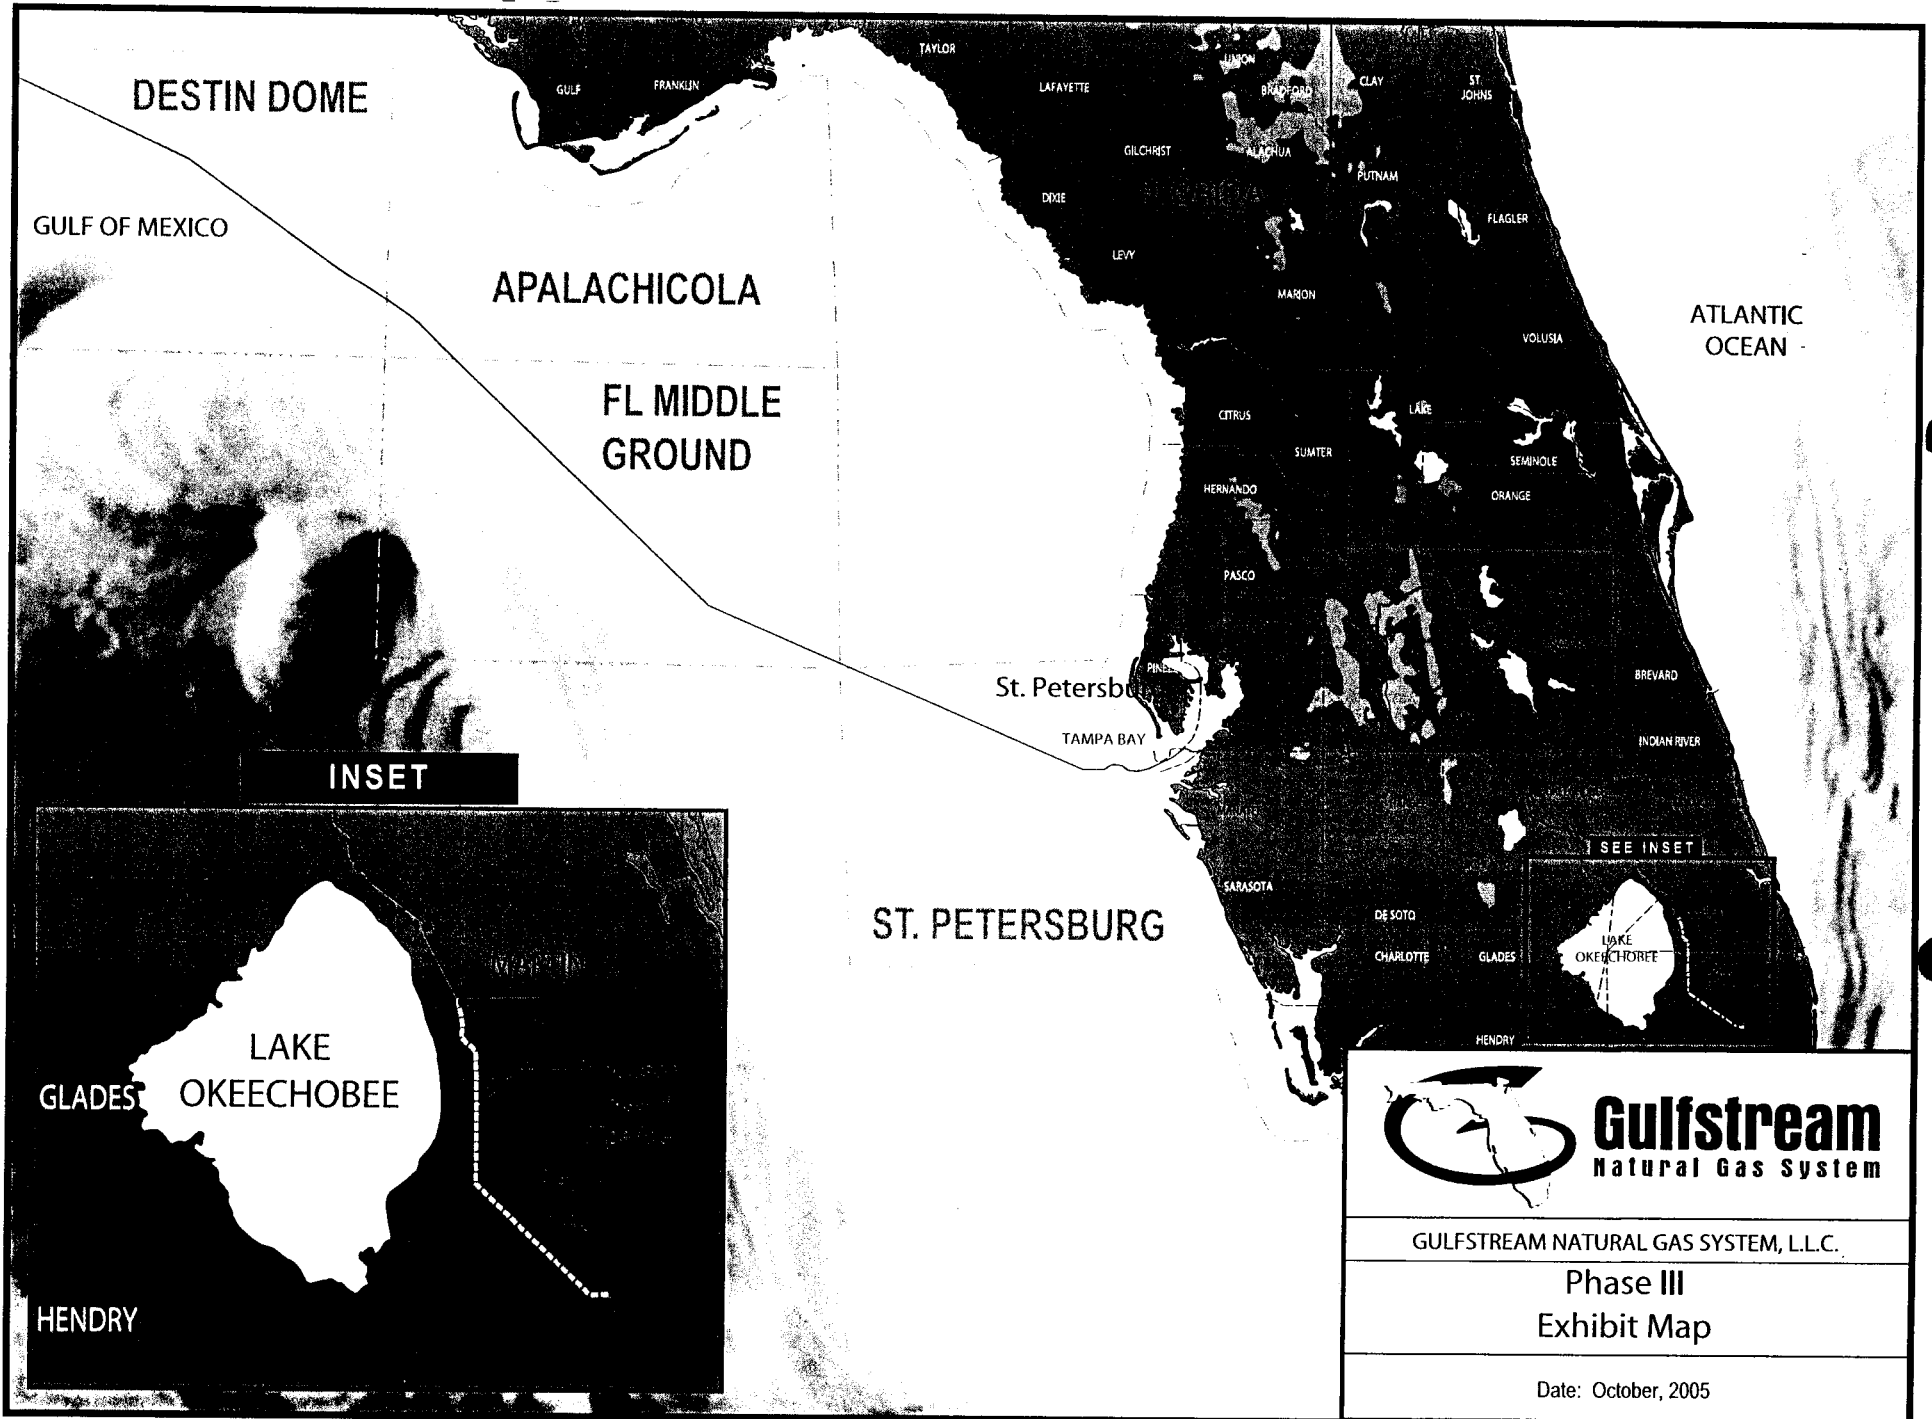 DESTIN DOME
GULF OF MEXICO
APALACHICOLA
FL MIDDLE
GROUND
ST. PETERSBURG
GULF
FRANKLIN
TAYLOR
LAFAYETTE
UNION
BRADFORD
CLAY
ST.
JOHNS
GILCHRIST
ALACHUA
PUTNAM
DIXIE
FLAGLER
LEVY
MARION
VOLUSIA
ATLANTIC
OCEAN
CITRUS
LAKE
SUMTER
SEMINOLE
HERNANDO
ORANGE
PASCO
St. Petersbu
TAMPA BAY
BREVARD
INDIAN RIVER
SARASOTA
DE SOTO
CHARLOTTE
GLADES
HENDRY
SEE INSET
LAKE
OKEECHOBEE
INSET
MARTIN
LAKE
OKEECHOBEE
GLADES
HENDRY
Gulfstream
Natural Gas System
GULFSTREAM NATURAL GAS SYSTEM, L.L.C.
Phase III
Exhibit Map
Date: October, 2005